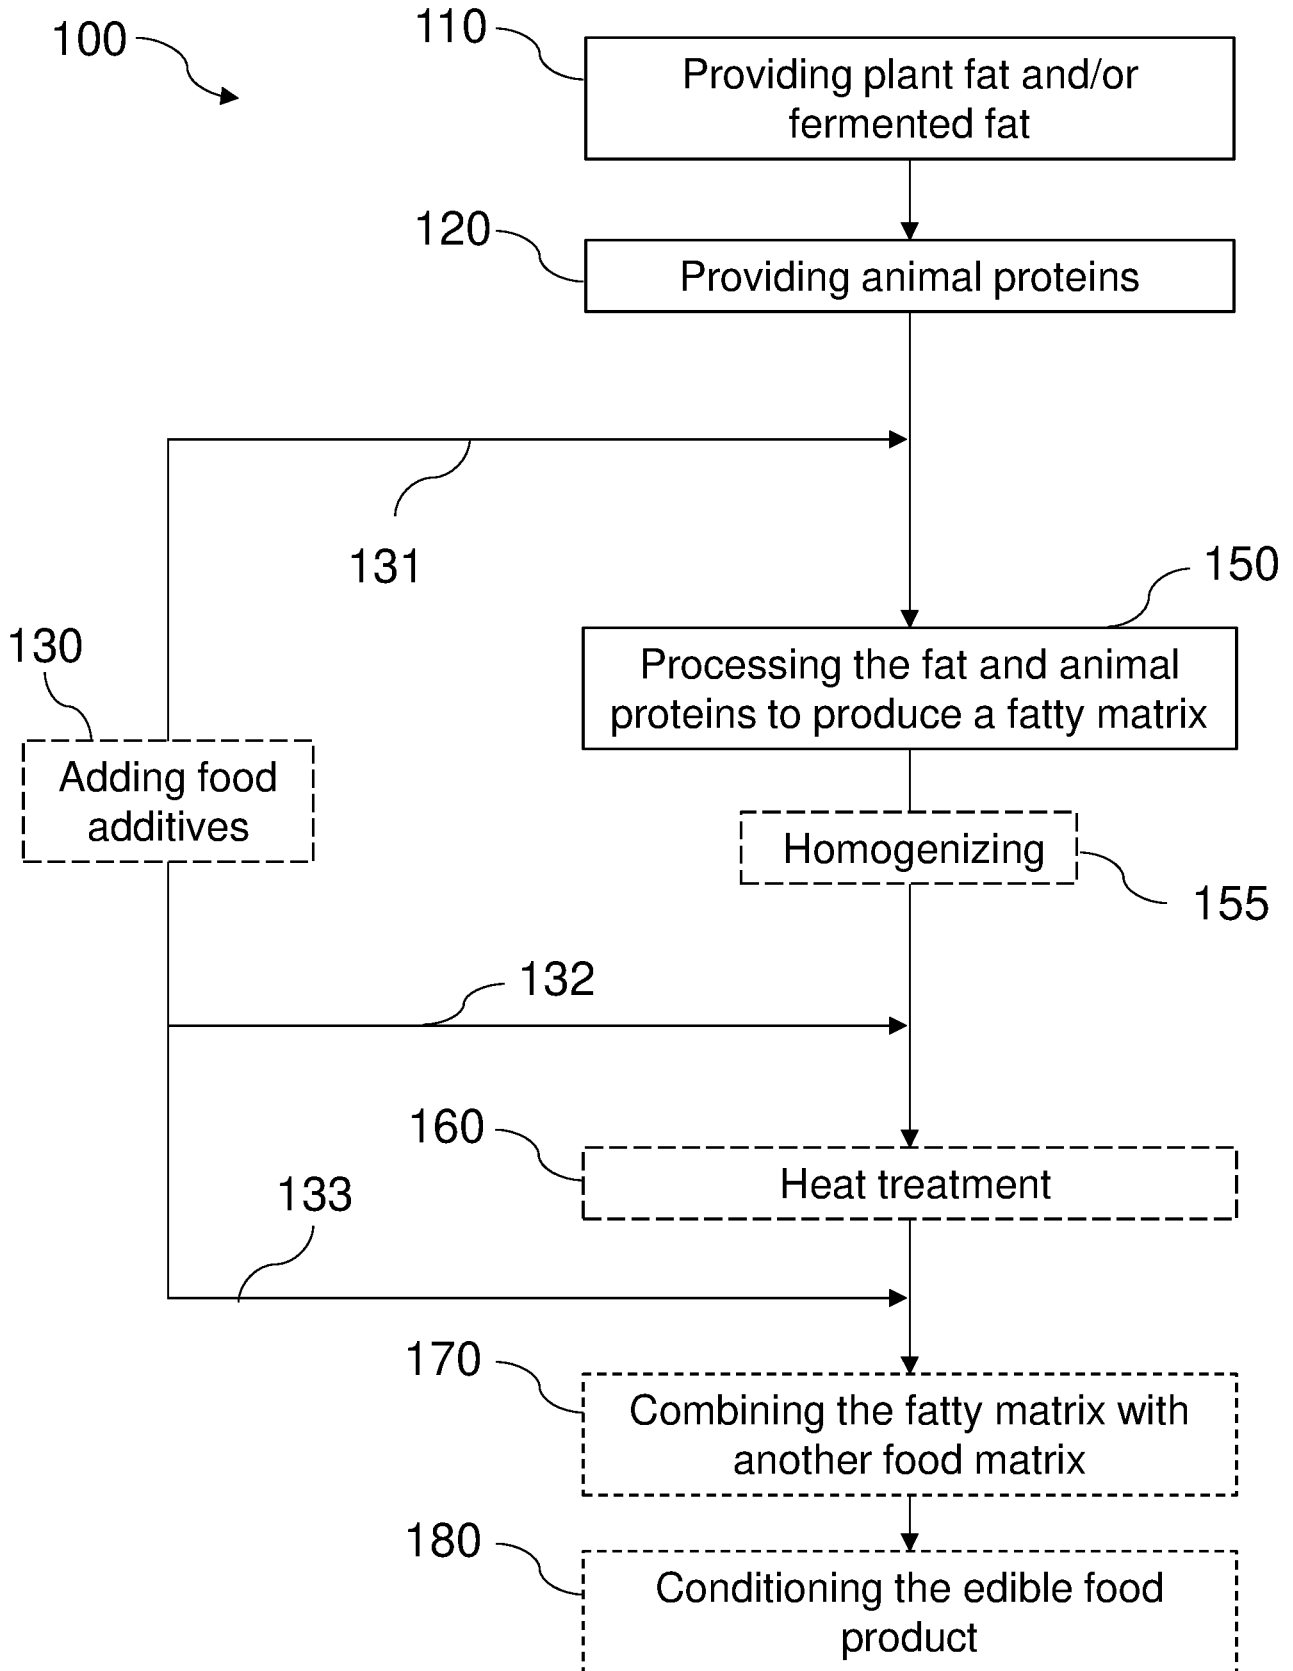 100
110
Providing plant fat and/or
fermented fat
120
Providing animal proteins
131
150
Processing the fat and animal
proteins to produce a fatty matrix
130
Adding food
additives
Homogenizing
155
132
160
Heat treatment
133
170
Combining the fatty matrix with
another food matrix
180
Conditioning the edible food
product